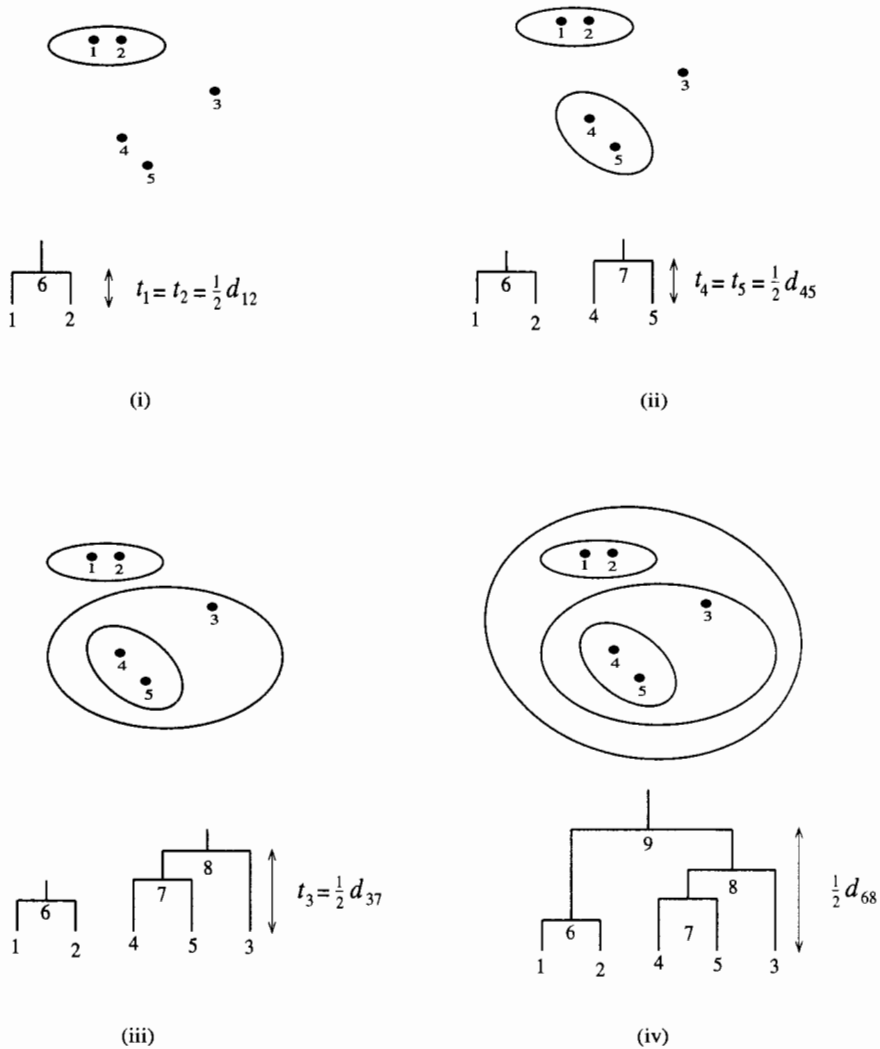 1 2
3
4
5
6
1 2
t₁ = t₂ = ½ d₁₂
(i)
1 2
3
4
5
6
1 2
7
4 5
t₄ = t₅ = ½ d₄₅
(ii)
1 2
3
4
5
6
1 2
8
7
4 5 3
t₃ = ½ d₃₇
(iii)
1 2
3
4
5
9
8
6 7
1 2 4 5 3
½ d₆₈
(iv)